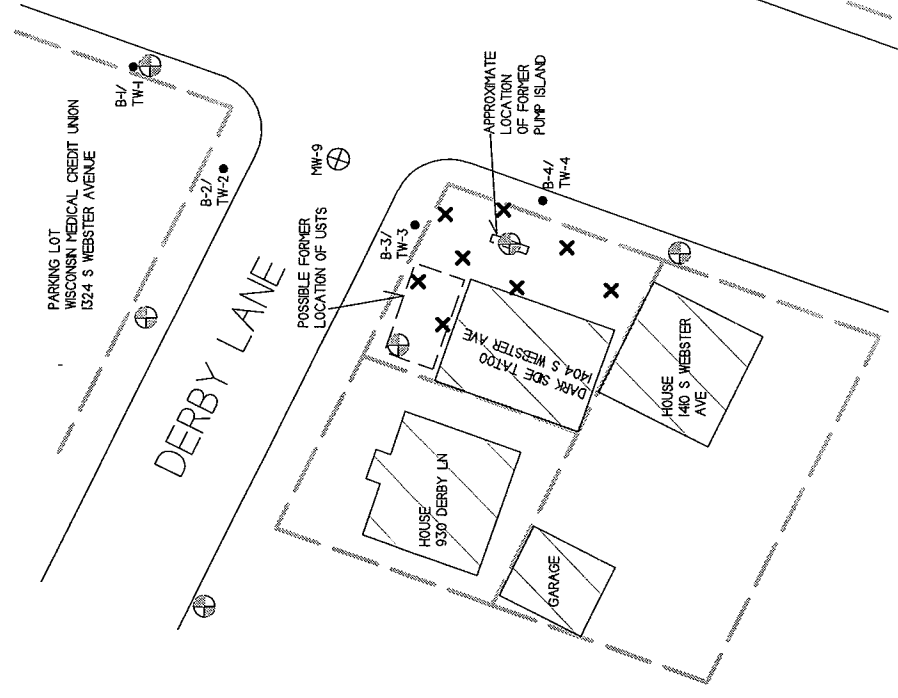 PARKING LOT
WISCONSIN MEDICAL CREDIT UNION
1324 S WEBSTER AVENUE
B-1/
TW-1
B-2/
TW-2
MW-9
DERBY LANE
POSSIBLE FORMER
LOCATION OF USTS
B-3/
TW-3
APPROXIMATE
LOCATION
OF FORMER
PUMP ISLAND
B-4/
TW-4
DARK SIDE TATOO
1404 S WEBSTER AVE
HOUSE
1410 S WEBSTER
AVE
HOUSE
930 DERBY LN
GARAGE